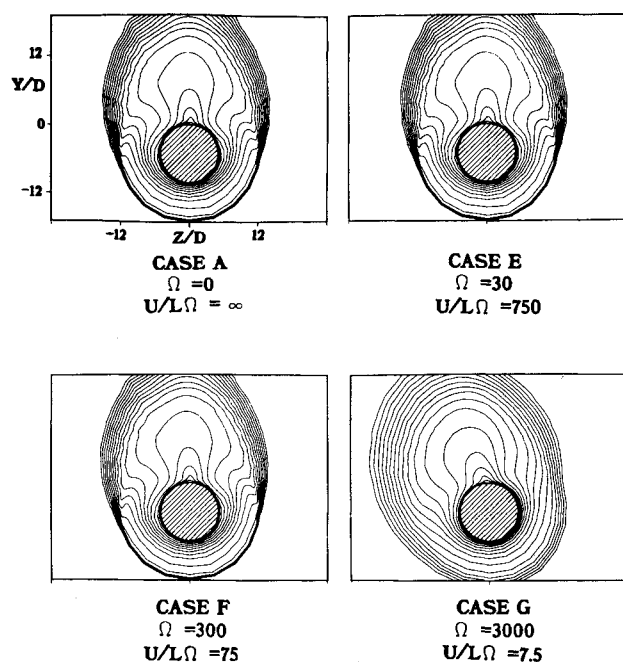 12
Y/D
0
-12
-12 Z/D 12
CASE A
Ω =0
U/LΩ = ∞
CASE E
Ω =30
U/LΩ =750
CASE F
Ω =300
U/LΩ =75
CASE G
Ω =3000
U/LΩ =7.5